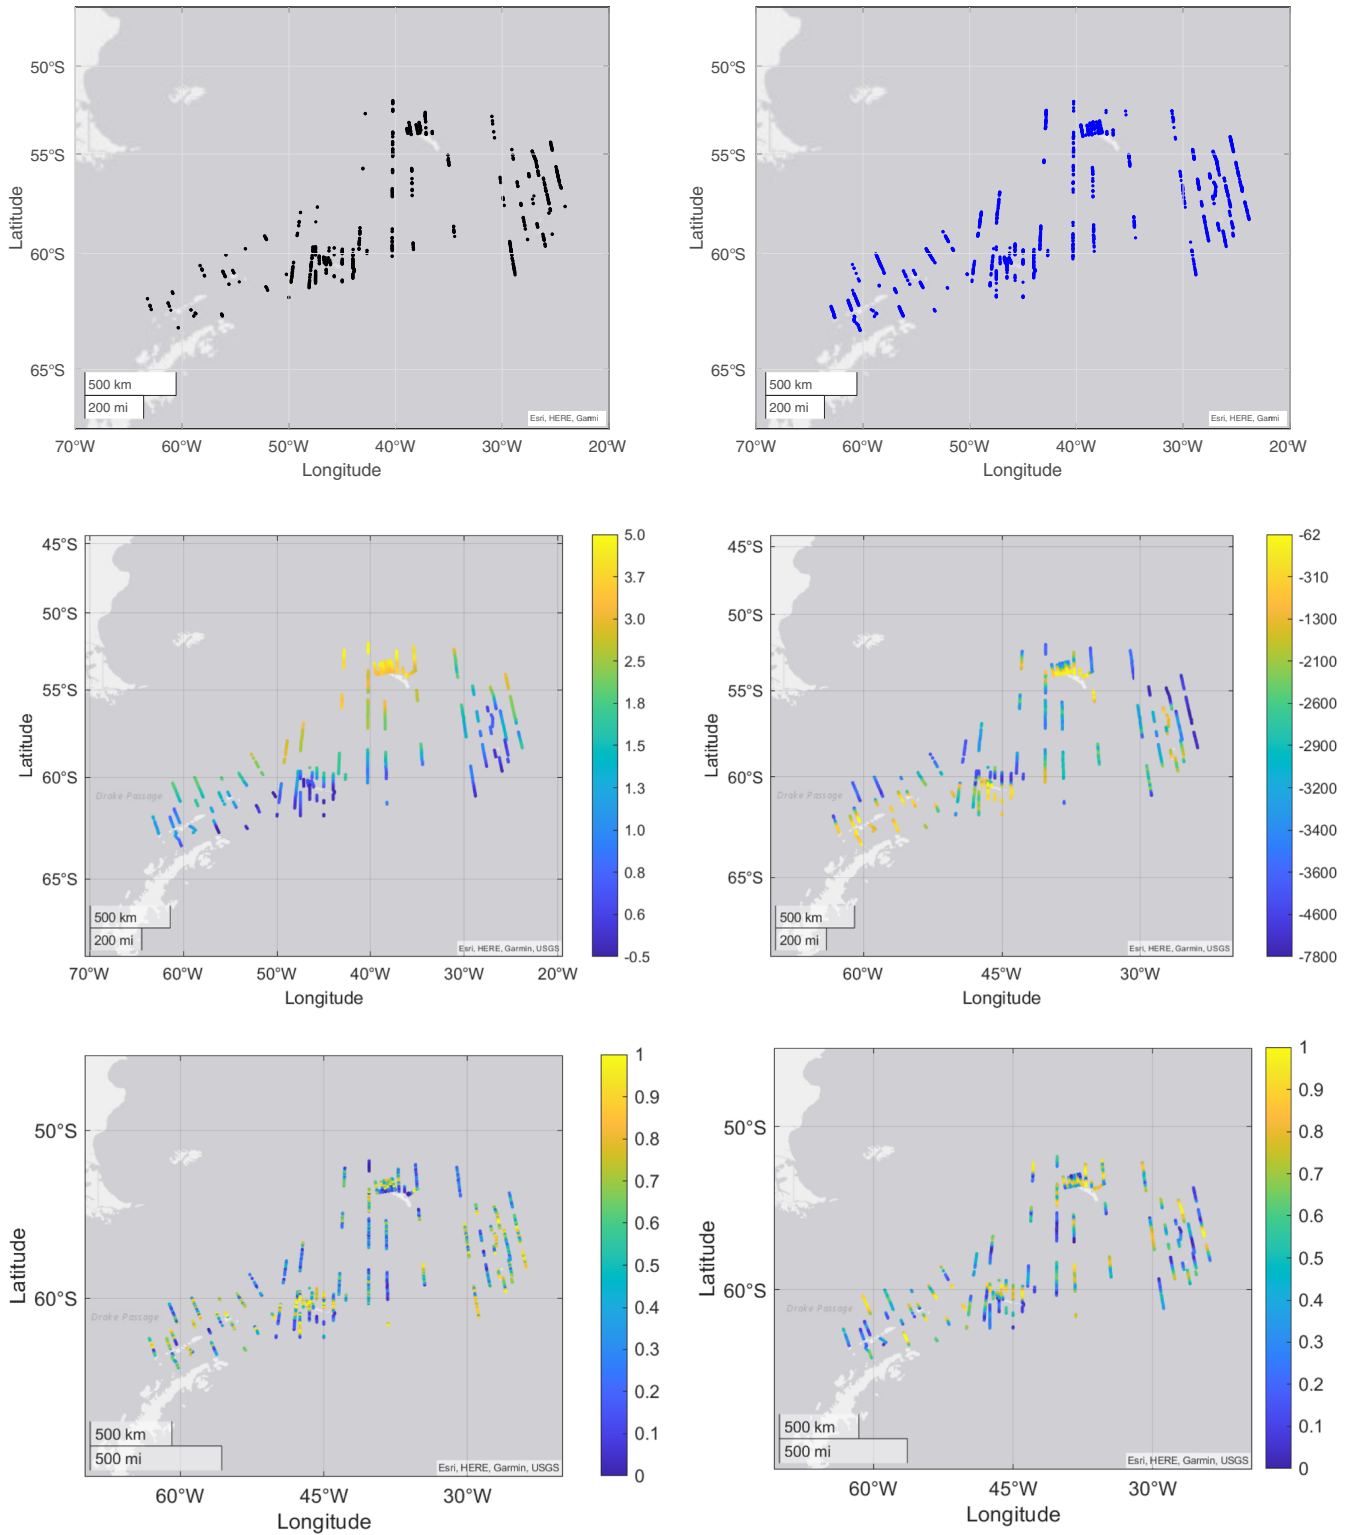 50°S
55°S
60°S
65°S
Latitude
500 km
200 mi
Esri, HERE, Garmi
70°W 60°W 50°W 40°W 30°W 20°W
Longitude
50°S
55°S
60°S
65°S
Latitude
500 km
200 mi
Esri, HERE, Garmi
70°W 60°W 50°W 40°W 30°W 20°W
Longitude
45°S
50°S
55°S
60°S
65°S
Latitude
Drake Passage
500 km
200 mi
Esri, HERE, Garmin, USGS
70°W 60°W 50°W 40°W 30°W 20°W
Longitude
5.0
3.7
3.0
2.5
1.8
1.5
1.3
1.0
0.8
0.6
-0.5
45°S
50°S
55°S
60°S
65°S
Latitude
Drake Passage
500 km
200 mi
Esri, HERE, Garmin, USGS
60°W 45°W 30°W
Longitude
-62
-310
-1300
-2100
-2600
-2900
-3200
-3400
-3600
-4600
-7800
50°S
60°S
Latitude
Drake Passage
500 km
500 mi
Esri, HERE, Garmin, USGS
60°W 45°W 30°W
Longitude
1
0.9
0.8
0.7
0.6
0.5
0.4
0.3
0.2
0.1
0
50°S
60°S
Latitude
Drake Passage
500 km
500 mi
Esri, HERE, Garmin, USGS
60°W 45°W 30°W
Longitude
1
0.9
0.8
0.7
0.6
0.5
0.4
0.3
0.2
0.1
0